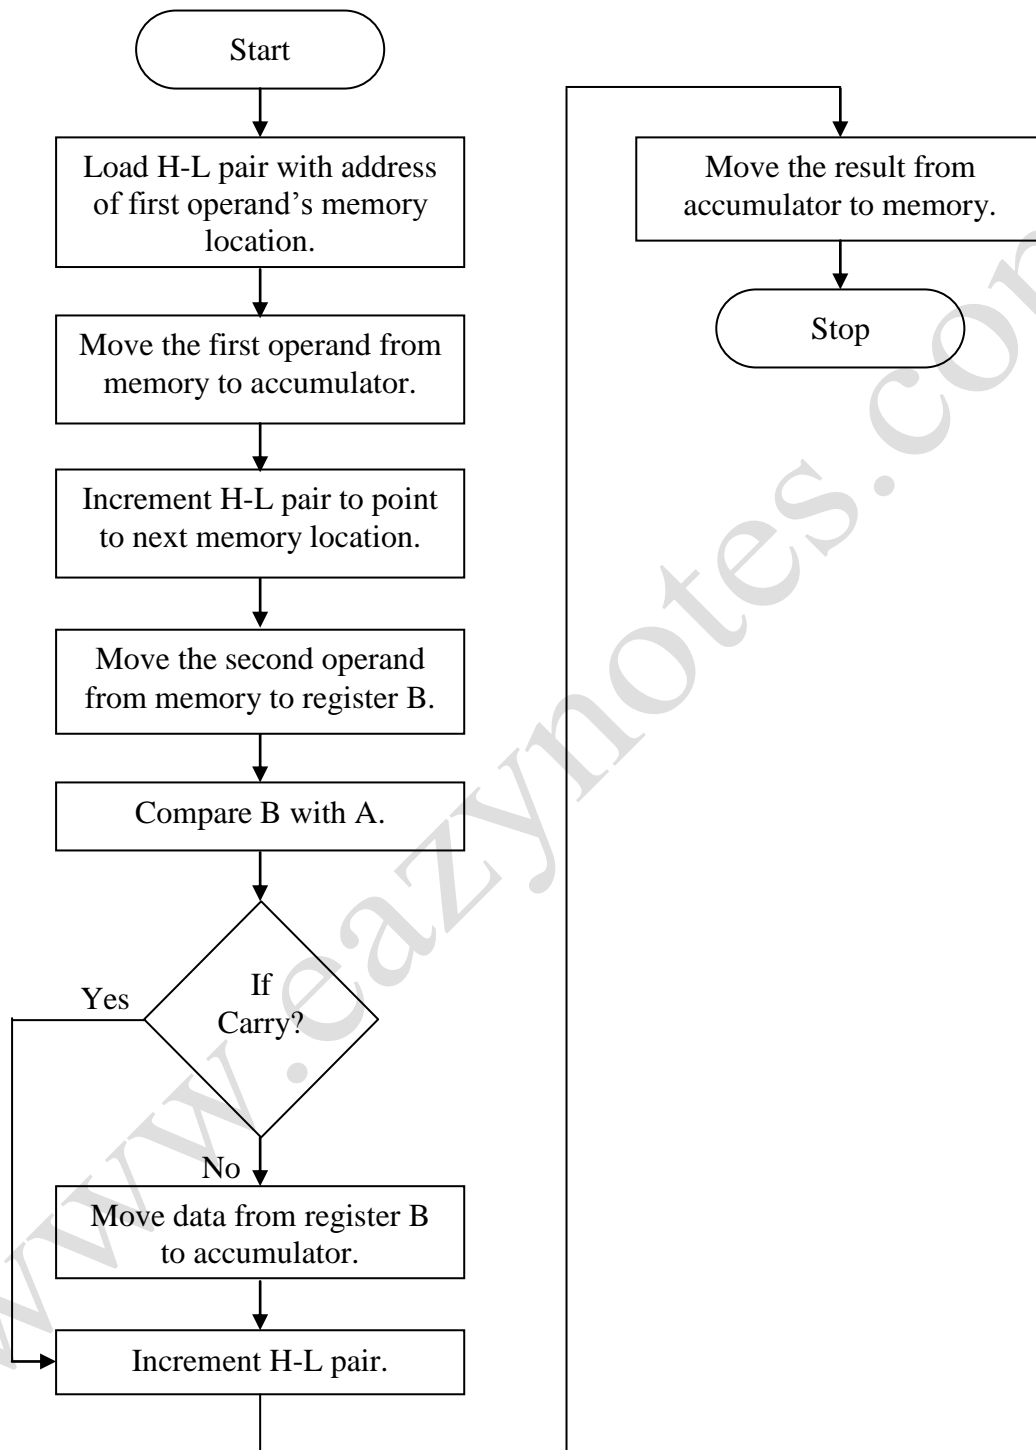 Start
Load H-L pair with address
of first operand’s memory
location.
Move the first operand from
memory to accumulator.
Increment H-L pair to point
to next memory location.
Move the second operand
from memory to register B.
Compare B with A.
If
Carry?
Yes
No
Move data from register B
to accumulator.
Increment H-L pair.
Move the result from
accumulator to memory.
Stop
www.eazynotes.com